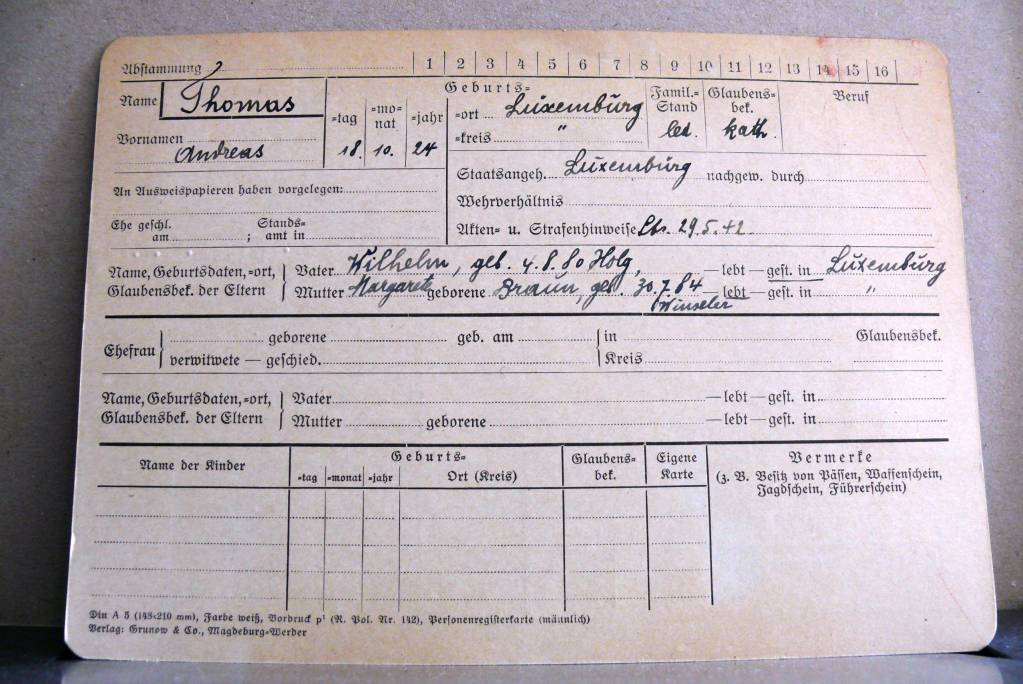 Abstammung 1 2 3 4 5 6 7 8 9 10 11 12 13 14 15 16
Name Thomas
Vornamen Andreas
Geburts=
=tag =mo=nat =jahr
18. 10. 24
=ort Luxemburg
=kreis "
Famil.=Stand led.
Glaubens=bek. kath.
Beruf
An Ausweispapieren haben vorgelegen:
Staatsangeh. Luxemburg nachgew. durch
Wehrverhältnis
Ehe geschl. am ; Stands=amt in
Akten= u. Strafenhinweise 29.5.42
Name, Geburtsdaten,=ort, Glaubensbek. der Eltern
Vater Wilhelm, geb. 4.8.80 — lebt — gest. in Luxemburg
Mutter Margarete geborene Braun, geb. 30.7.84 — lebt — gest. in "
Winseler
Ehefrau
geborene geb. am in Glaubensbek.
verwitwete — geschied. Kreis
Name, Geburtsdaten,=ort, Glaubensbek. der Eltern
Vater — lebt — gest. in
Mutter geborene — lebt — gest. in
Name der Kinder
Geburts=
=tag =monat =jahr Ort (Kreis)
Glaubens=bek.
Eigene Karte
Vermerke
(z. B. Besitz von Pässen, Waffenschein,
Jagdschein, Führerschein)
Din A 5 (148×210 mm), Farbe weiß, Vordruck p¹ (R. Pol. Nr. 142), Personenregisterkarte (männlich)
Verlag: Grunow & Co., Magdeburg=Werder